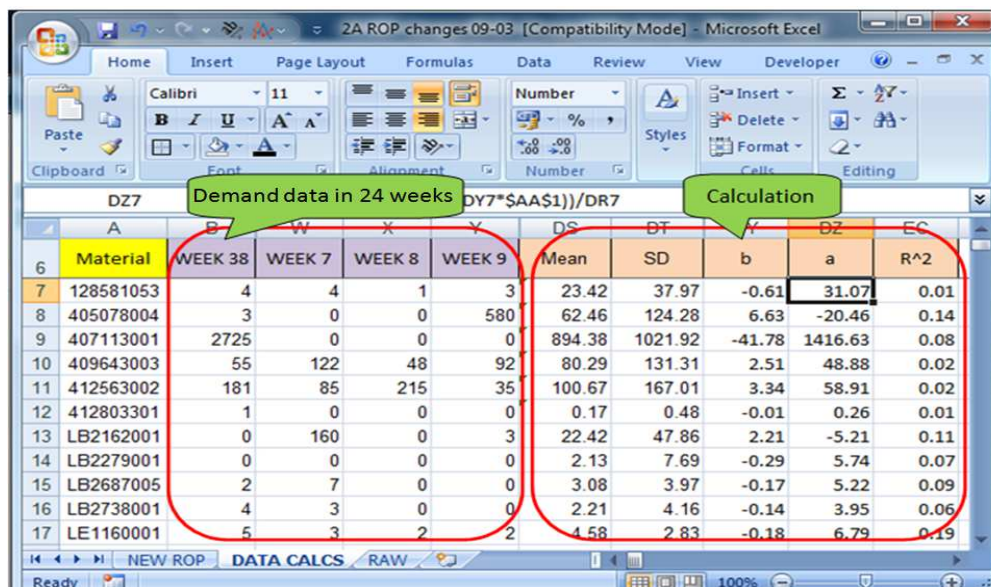 2A ROP changes 09-03 [Compatibility Mode] - Microsoft Excel
Home Insert Page Layout Formulas Data Review View Developer
Calibri 11 Number Insert Σ
Paste B I U A A $ % , Styles Delete
A .0 .00 .00 .0 Format
Clipboard Font Alignment Number Cells Editing
DZ7 Demand data in 24 weeks DY7*$AA$1))/DR7 Calculation
A B W X Y DS DT Y DZ EC
6 Material WEEK 38 WEEK 7 WEEK 8 WEEK 9 Mean SD b a R^2
7 128581053 4 4 1 3 23.42 37.97 -0.61 31.07 0.01
8 405078004 3 0 0 580 62.46 124.28 6.63 -20.46 0.14
9 407113001 2725 0 0 0 894.38 1021.92 -41.78 1416.63 0.08
10 409643003 55 122 48 92 80.29 131.31 2.51 48.88 0.02
11 412563002 181 85 215 35 100.67 167.01 3.34 58.91 0.02
12 412803301 1 0 0 0 0.17 0.48 -0.01 0.26 0.01
13 LB2162001 0 160 0 3 22.42 47.86 2.21 -5.21 0.11
14 LB2279001 0 0 0 0 2.13 7.69 -0.29 5.74 0.07
15 LB2687005 2 7 0 0 3.08 3.97 -0.17 5.22 0.09
16 LB2738001 4 3 0 0 2.21 4.16 -0.14 3.95 0.06
17 LE1160001 5 3 2 2 4.58 2.83 -0.18 6.79 0.19
NEW ROP DATA CALCS RAW
Ready 100%